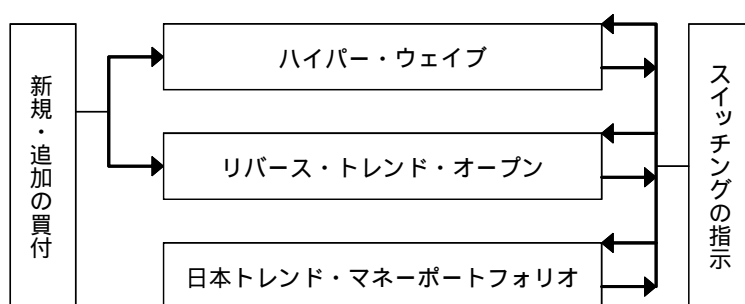 新規・追加の買付
ハイパー・ウェイブ
リバース・トレンド・オープン
日本トレンド・マネーポートフォリオ
スイッチングの指示